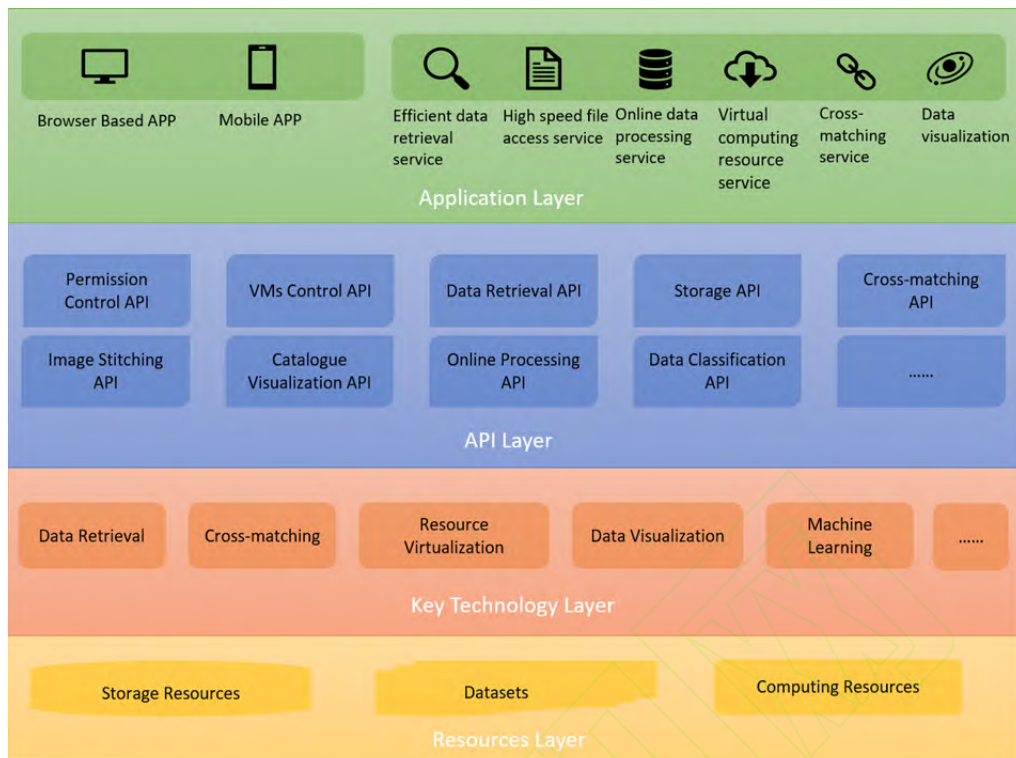 Browser Based APP
Mobile APP
Efficient data
retrieval
service
High speed file
access service
Online data
processing
service
Virtual
computing
resource
service
Cross-
matching
service
Data
visualization
Application Layer
Permission
Control API
VMs Control API
Data Retrieval API
Storage API
Cross-matching
API
Image Stitching
API
Catalogue
Visualization API
Online Processing
API
Data Classification
API
......
API Layer
Data Retrieval
Cross-matching
Resource
Virtualization
Data Visualization
Machine
Learning
......
Key Technology Layer
Storage Resources
Datasets
Computing Resources
Resources Layer